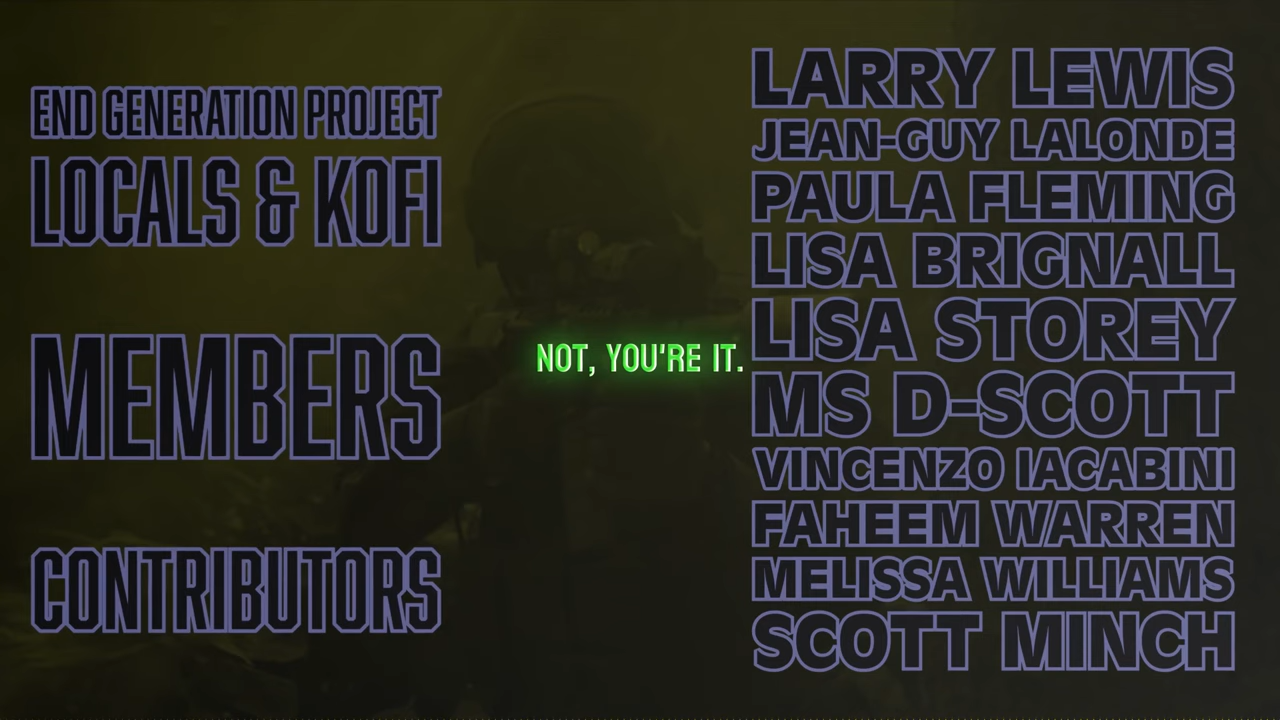 END GENERATION PROJECT
LOCALS & KOFI
MEMBERS
CONTRIBUTORS
NOT, YOU'RE IT.
LARRY LEWIS
JEAN-GUY LALONDE
PAULA FLEMING
LISA BRIGNALL
LISA STOREY
MS D-SCOTT
VINCENZO IACABINI
FAHEEM WARREN
MELISSA WILLIAMS
SCOTT MINCH